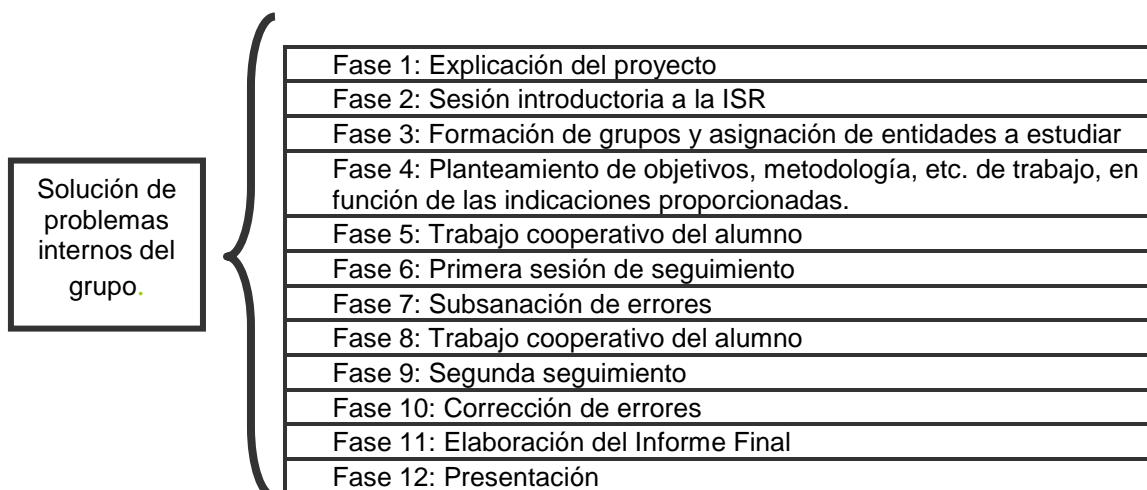 Solución de
problemas
internos del
grupo.
Fase 1: Explicación del proyecto
Fase 2: Sesión introductoria a la ISR
Fase 3: Formación de grupos y asignación de entidades a estudiar
Fase 4: Planteamiento de objetivos, metodología, etc. de trabajo, en
función de las indicaciones proporcionadas.
Fase 5: Trabajo cooperativo del alumno
Fase 6: Primera sesión de seguimiento
Fase 7: Subsanación de errores
Fase 8: Trabajo cooperativo del alumno
Fase 9: Segunda seguimiento
Fase 10: Corrección de errores
Fase 11: Elaboración del Informe Final
Fase 12: Presentación